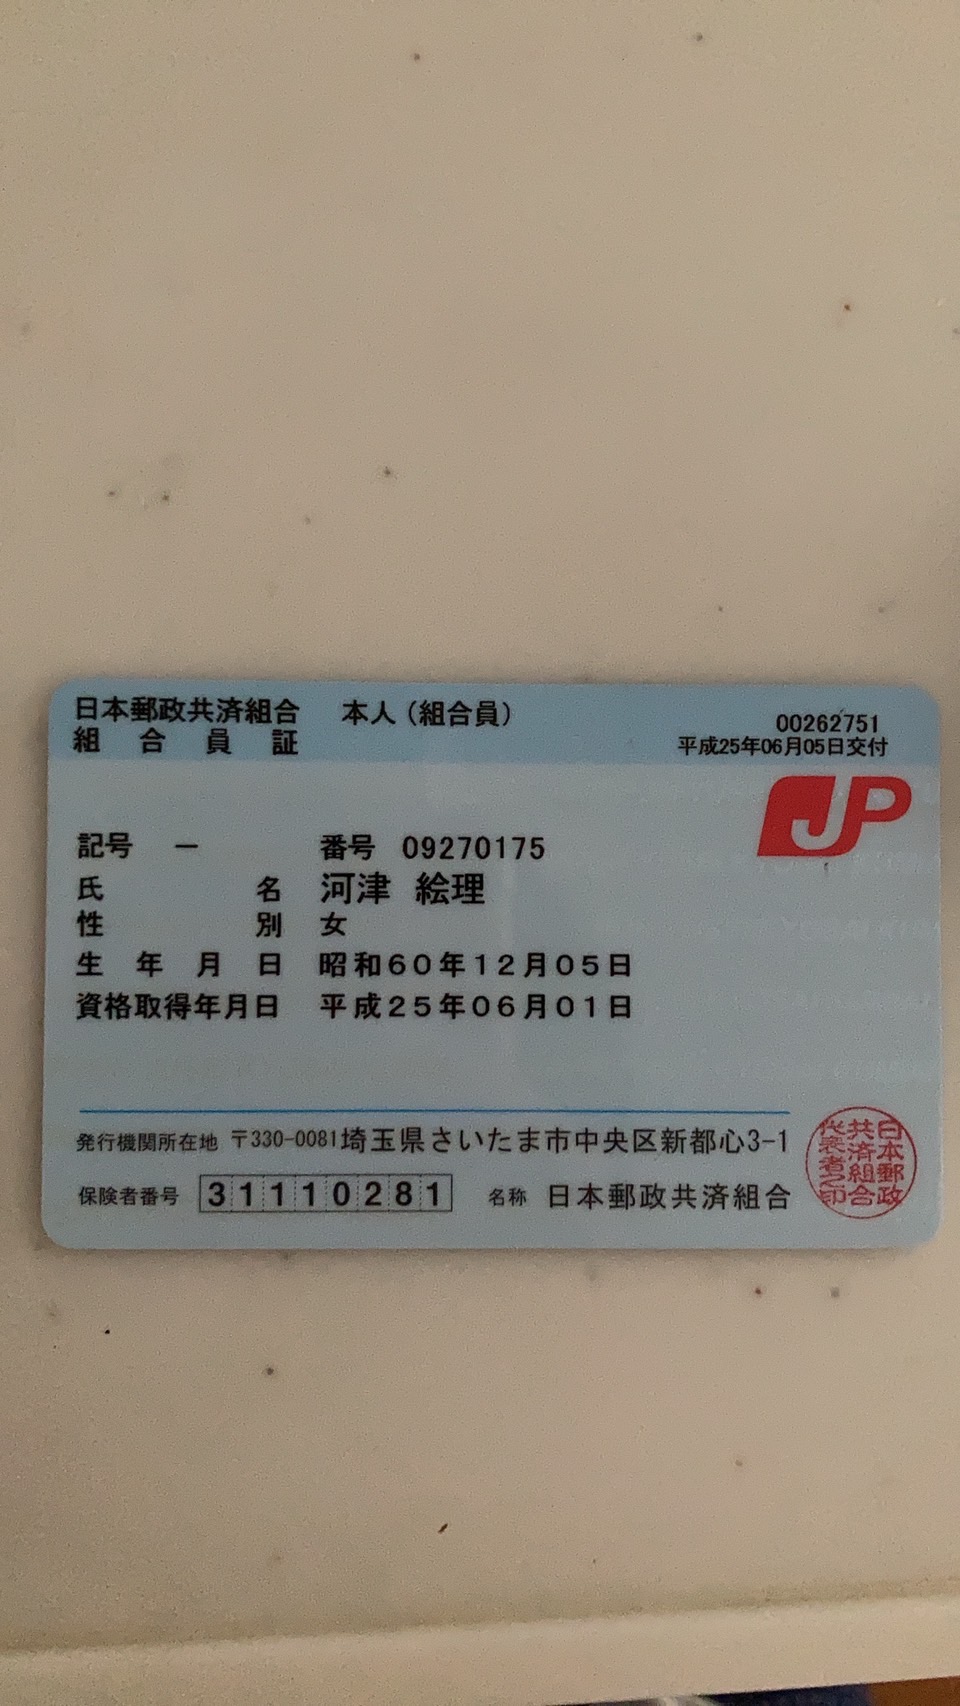 日本郵政共済組合　本人（組合員）
組合員証
00262751
平成25年06月05日交付
JP
記号　－　番号　09270175
氏名　河津　絵理
性別　女
生年月日　昭和60年12月05日
資格取得年月日　平成25年06月01日
発行機関所在地　〒330-0081埼玉県さいたま市中央区新都心3-1
保険者番号　31110281　名称　日本郵政共済組合
日本郵政共済組合代表者之印